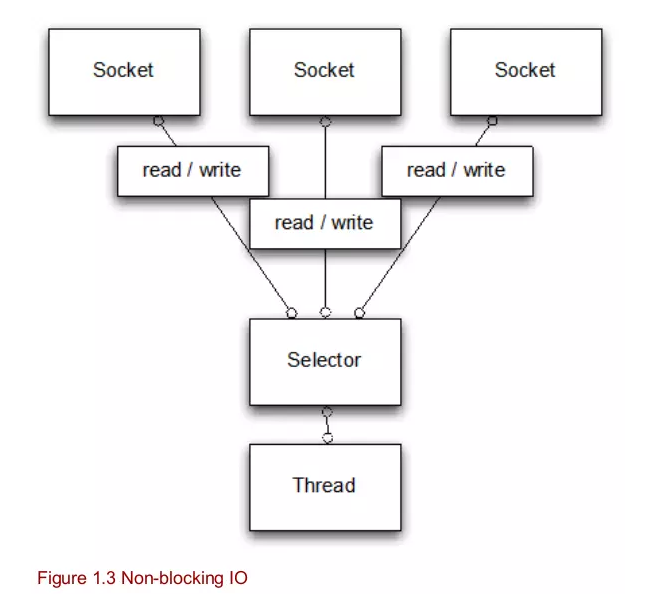 Socket
Socket
Socket
read / write
read / write
read / write
Selector
Thread
Figure 1.3 Non-blocking IO